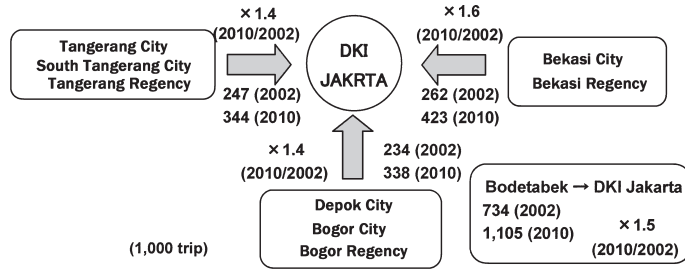 × 1.4
(2010/2002)
Tangerang City
South Tangerang City
Tangerang Regency
247 (2002)
344 (2010)
DKI
JAKRTA
× 1.6
(2010/2002)
Bekasi City
Bekasi Regency
262 (2002)
423 (2010)
× 1.4
(2010/2002)
234 (2002)
338 (2010)
Depok City
Bogor City
Bogor Regency
(1,000 trip)
Bodetabek → DKI Jakarta
734 (2002)
1,105 (2010)
× 1.5
(2010/2002)